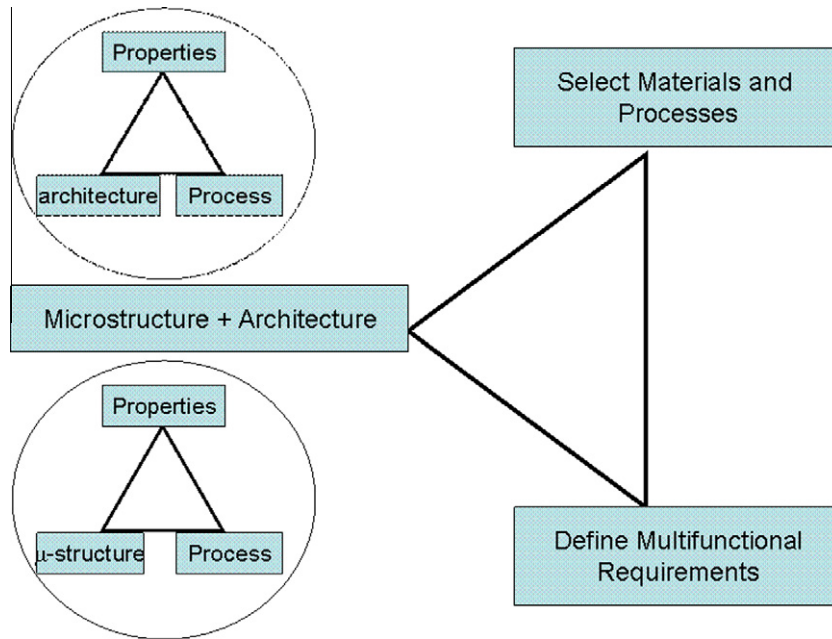 Properties
architecture
Process
Select Materials and
Processes
Microstructure + Architecture
Properties
μ-structure
Process
Define Multifunctional
Requirements